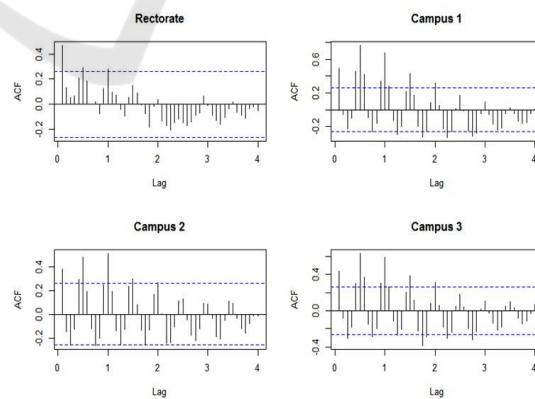 Rectorate
ACF
-0.2 0.0 0.2 0.4
0 1 2 3 4
Lag
Campus 1
ACF
-0.2 0.2 0.6
0 1 2 3 4
Lag
Campus 2
ACF
-0.2 0.0 0.2 0.4
0 1 2 3 4
Lag
Campus 3
ACF
-0.4 0.0 0.4
0 1 2 3 4
Lag